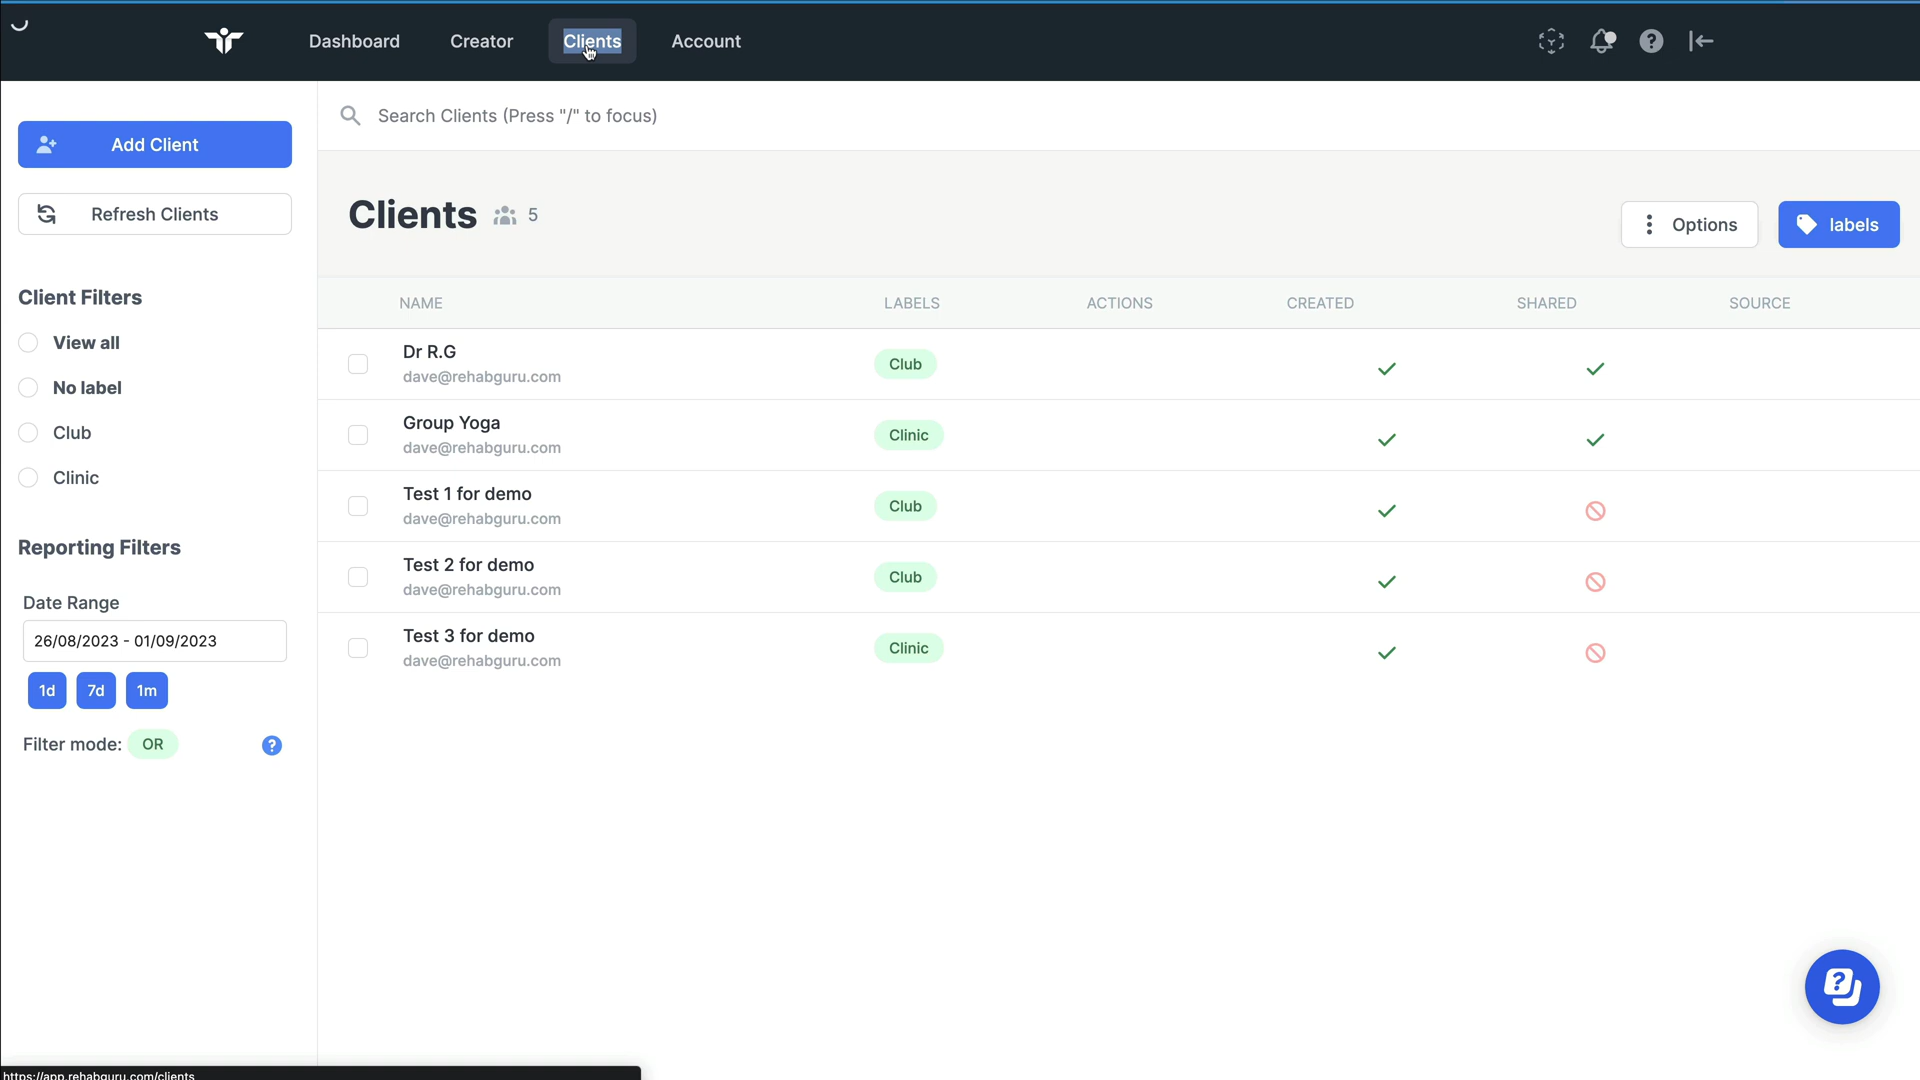 Dashboard
Creator
Clients
Account
Search Clients (Press "/" to focus)
Add Client
Refresh Clients
Clients 5
Options
labels
Client Filters
View all
No label
Club
Clinic
Reporting Filters
Date Range
26/08/2023 - 01/09/2023
1d
7d
1m
Filter mode: OR
?
NAME LABELS ACTIONS CREATED SHARED SOURCE
Dr R.G
dave@rehabguru.com
Club
Group Yoga
dave@rehabguru.com
Clinic
Test 1 for demo
dave@rehabguru.com
Club
Test 2 for demo
dave@rehabguru.com
Club
Test 3 for demo
dave@rehabguru.com
Clinic
https://app.rehabguru.com/clients